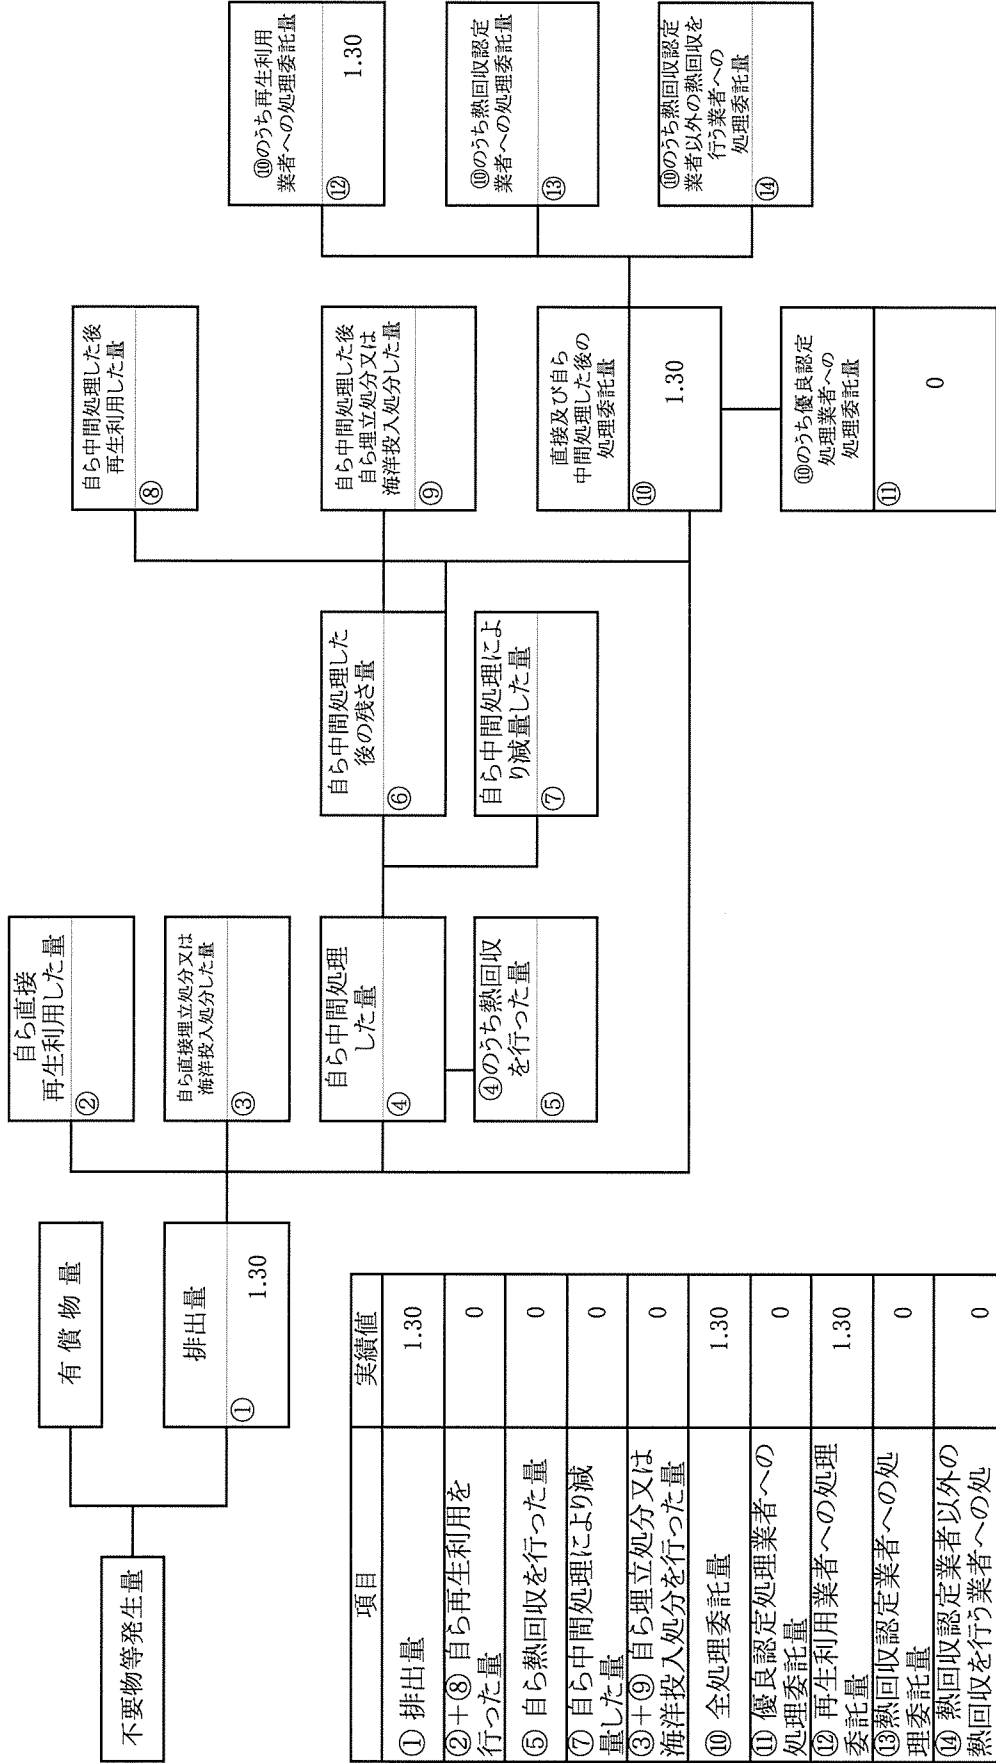 不要物等発生量
有償物量
排出量
①
1.30
自ら直接
再生利用した量
②
自ら直接埋立処分又は
海洋投入処分した量
③
自ら中間処理
した量
④
④のうち熱回収
を行った量
⑤
自ら中間処理した
後の残さ量
⑥
自ら中間処理によ
り減量した量
⑦
自ら中間処理した後
再生利用した量
⑧
自ら中間処理した後
自ら埋立処分又は
海洋投入処分した量
⑨
直接及び自ら
中間処理した後の
処理委託量
⑩
1.30
⑩のうち優良認定
処理業者への
処理委託量
⑪
0
⑩のうち再生利用
業者への処理委託量
⑫
1.30
⑩のうち熱回収認定
業者への処理委託量
⑬
⑩のうち熱回収認定
業者以外の熱回収を
行う業者への
処理委託量
⑭
項目 実績値
① 排出量 1.30
②+⑧ 自ら再生利用を
行った量 0
⑤ 自ら熱回収を行った量 0
⑦ 自ら中間処理により減
量した量 0
③+⑨ 自ら埋立処分又は
海洋投入処分を行った量 0
⑩ 全処理委託量 1.30
⑪ 優良認定処理業者への
処理委託量 0
⑫ 再生利用業者への処理
委託量 1.30
⑬熱回収認定業者への処
理委託量 0
⑭ 熱回収認定業者以外の
熱回収を行う業者への処 0